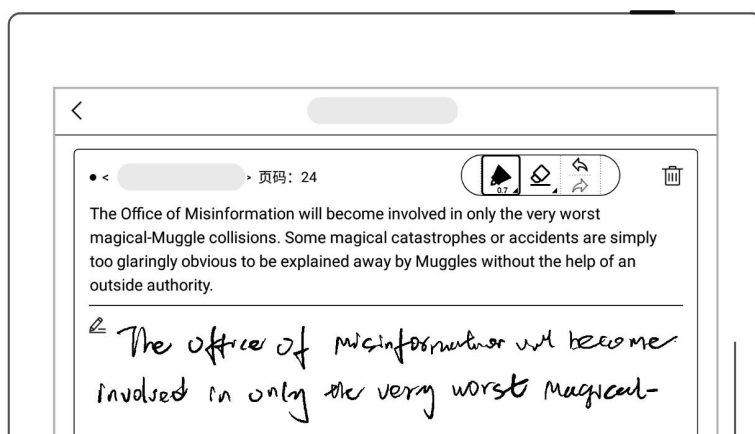 • < > 页码：24
0.7
The Office of Misinformation will become involved in only the very worst
magical-Muggle collisions. Some magical catastrophes or accidents are simply
too glaringly obvious to be explained away by Muggles without the help of an
outside authority.
The office of misinformation will become
involved in only the very worst magical-